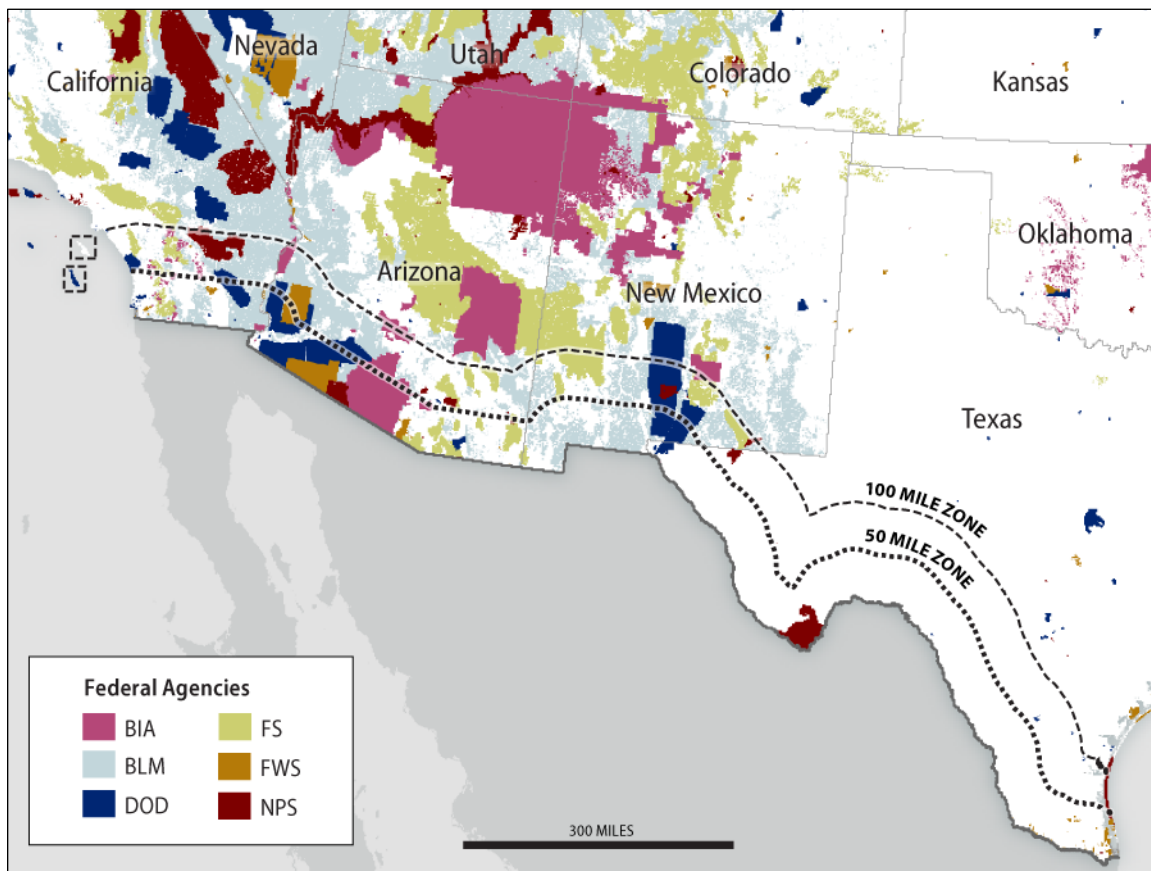 Nevada
Utah
Colorado
Kansas
California
Oklahoma
Arizona
New Mexico
Texas
100 MILE ZONE
50 MILE ZONE
Federal Agencies
BIA
FS
BLM
FWS
DOD
NPS
300 MILES